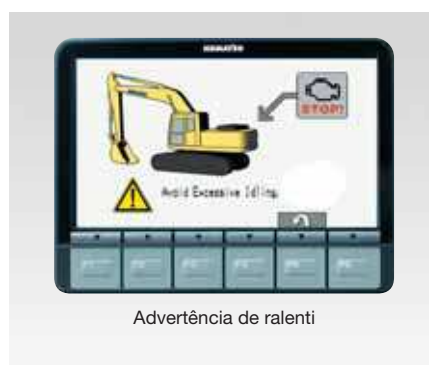 KOMATSU
STOP!
Avoid Excessive Idling
Advertência de ralenti